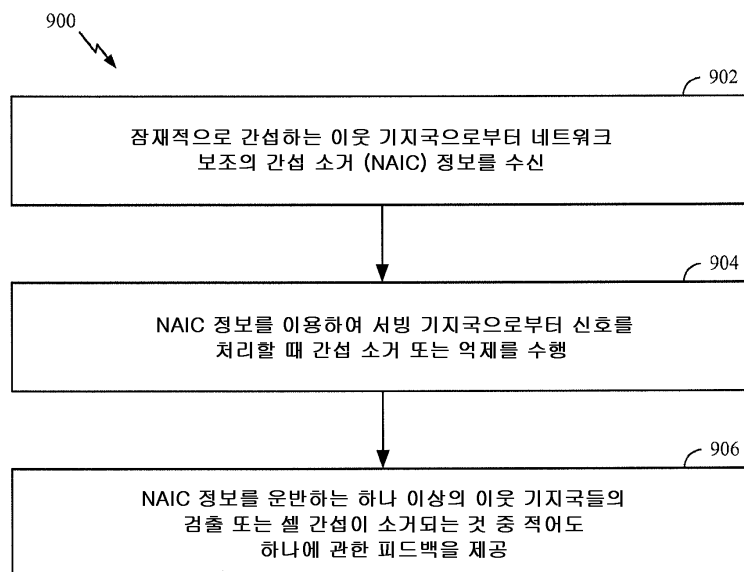 900
902
잠재적으로 간섭하는 이웃 기지국으로부터 네트워크
보조의 간섭 소거 (NAIC) 정보를 수신
904
NAIC 정보를 이용하여 서빙 기지국으로부터 신호를
처리할 때 간섭 소거 또는 억제를 수행
906
NAIC 정보를 운반하는 하나 이상의 이웃 기지국들의
검출 또는 셀 간섭이 소거되는 것 중 적어도
하나에 관한 피드백을 제공